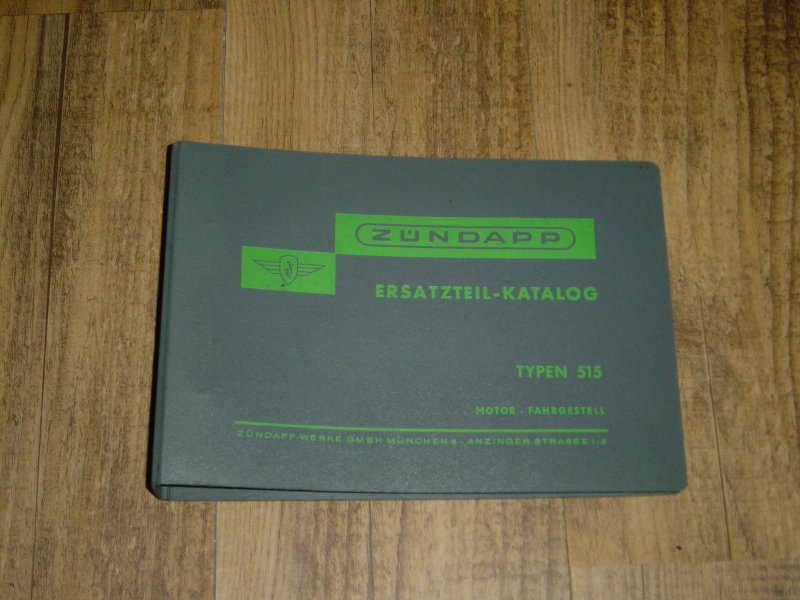 ZÜNDAPP
ERSATZTEIL-KATALOG
TYPEN 515
MOTOR - FAHRGESTELL
ZÜNDAPP-WERKE GMBH MÜNCHEN 8 - ANZINGER STRASSE 1-3